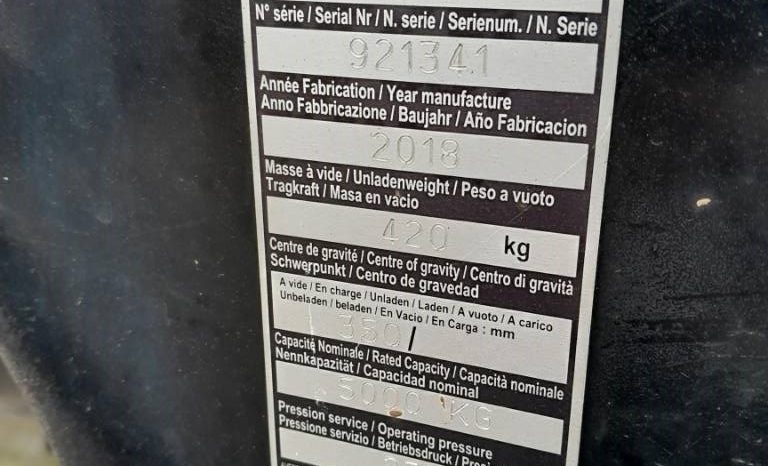 N° série / Serial Nr / N. serie / Serienum. / N. Serie
921341
Année Fabrication / Year manufacture
Anno Fabbricazione / Baujahr / Año Fabricacion
2018
Masse à vide / Unladenweight / Peso a vuoto
Tragkraft / Masa en vacio
420 kg
Centre de gravité / Centre of gravity / Centro di gravità
Schwerpunkt / Centro de gravedad
A vide / En charge / Unladen / Laden / A vuoto / A carico
Unbeladen / beladen / En Vacio / En Carga : mm
350 /
Capacité Nominale / Rated Capacity / Capacità nominale
Nennkapazität / Capacidad nominal
5000 KG
Pression service / Operating pressure
Pressione servizio / Betriebsdruck /